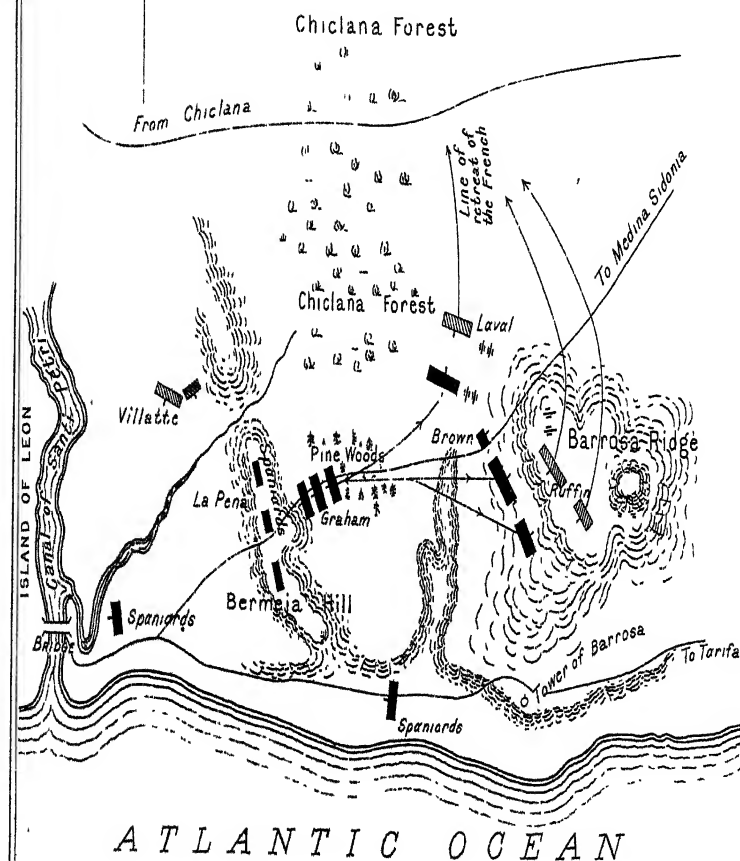 Chiclana Forest
From Chiclana
Line of
retreat of
the French
To Medina Sidonia
Chiclana Forest
Laval
Villatte
Brown
Barrosa Ridge
Pine Woods
Spaniards
La Pena
Graham
Ruffin
ISLAND OF LEON
Canal of Santi Petri
Bermeja Hill
Spaniards
Bridge
Tower of Barrosa
To Tarifa
Spaniards
ATLANTIC OCEAN